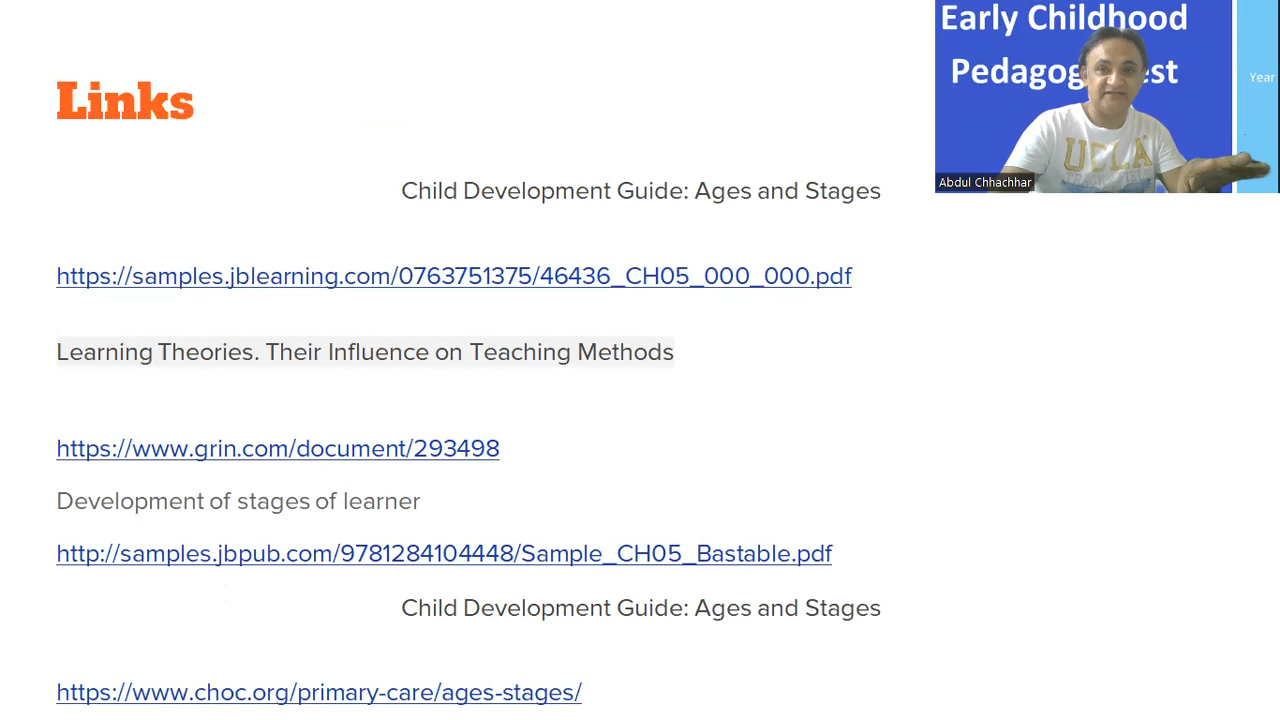 Early Childhood
Year
Links
Child Development Guide: Ages and Stages
Abdul Chhachhar
UCLA
https://samples.jblearning.com/0763751375/46436_CH05_000_000.pdf
Learning Theories. Their Influence on Teaching Methods
https://www.grin.com/document/293498
Development of stages of learner
http://samples.jbpub.com/9781284104448/Sample_CH05_Bastable.pdf
Child Development Guide: Ages and Stages
https://www.choc.org/primary-care/ages-stages/